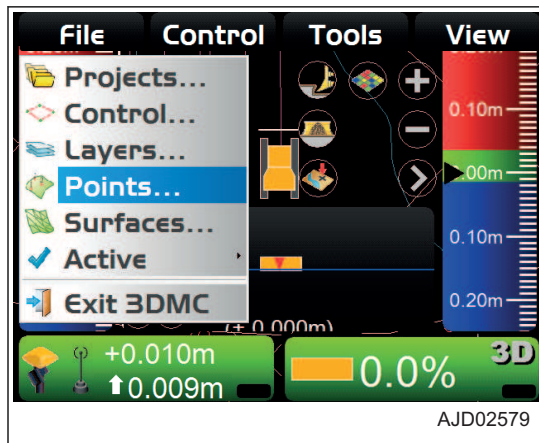 File Control Tools View
Projects...
Control...
Layers...
Points...
Surfaces...
Active
Exit 3DMC
0.10m
0.10m
0.20m
(± 0.000m)
+0.010m
0.009m
0.0%
3D
AJD02579